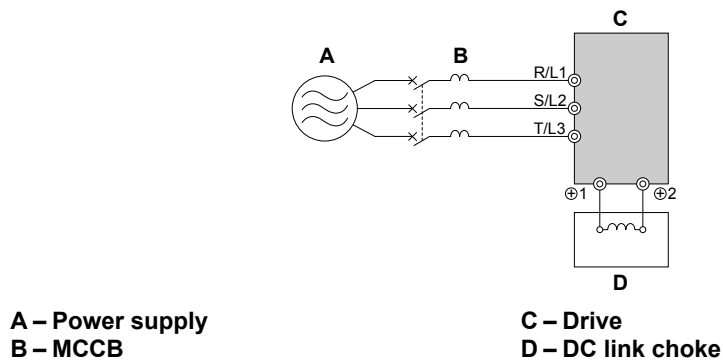 C
A
B
R/L1
S/L2
T/L3
⊕1
⊕2
D
A – Power supply
B – MCCB
C – Drive
D – DC link choke